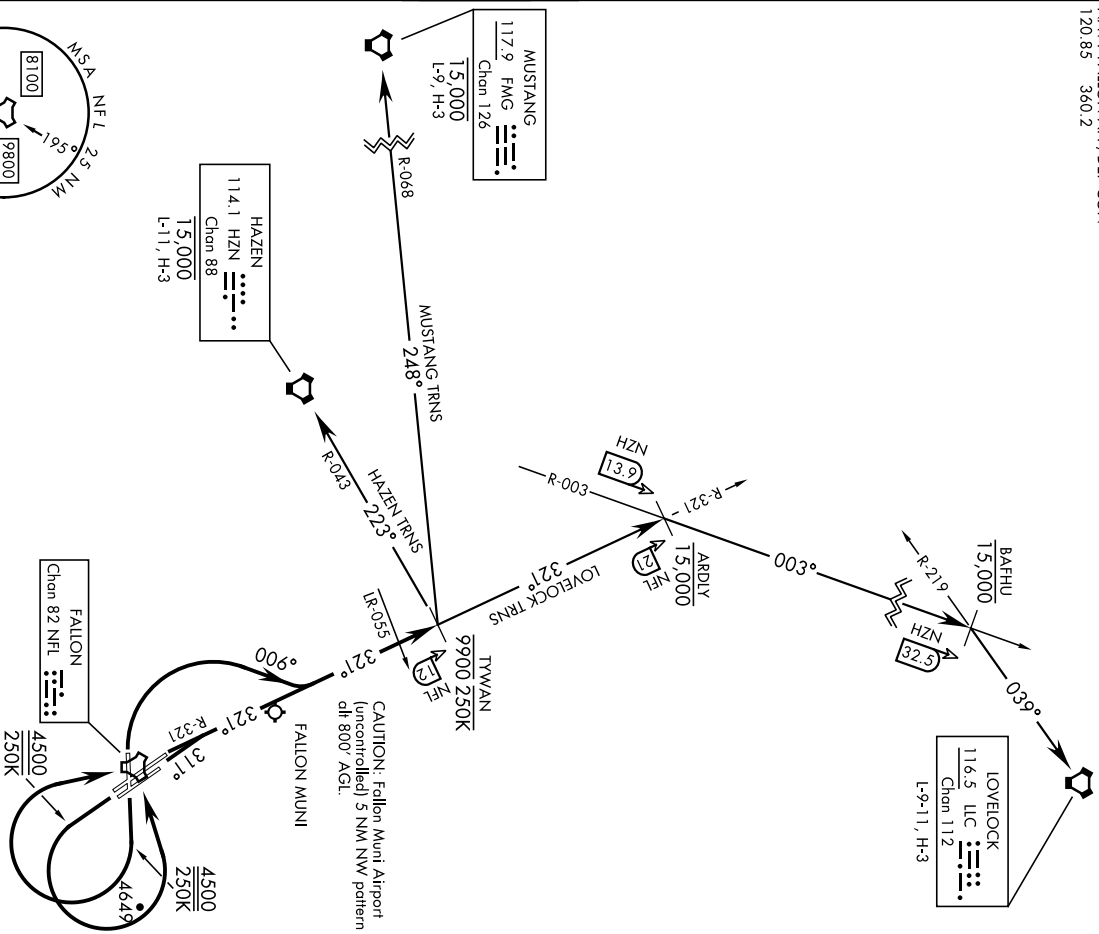 120.85 360.2
MSA NFL 25 NM
8100
195°
9800
MUSTANG
117.9 FMG
Chan 126
15,000
L-9, H-3
R-068
MUSTANG TRNS
248°
HAZEN
114.1 HZN
Chan 88
15,000
L-11, H-3
R-043
HAZEN TRNS
223°
HZN
13.9
R-003
R-321
ARDLY
15,000
NFL
21
321°
LOVELOCK TRNS
003°
BAFHU
15,000
R-219
HZN
32.5
039°
LOVELOCK
116.5 LLC
Chan 112
L-9-11, H-3
TYWAN
9900 250K
NFL
12
LR-055
321°
006°
321°
R-321
311°
FALLON MUNI
CAUTION: Fallon Muni Airport
(uncontrolled) 5 NM NW pattern
alt 800' AGL.
FALLON
Chan 82 NFL
4500
250K
4500
250K
4649